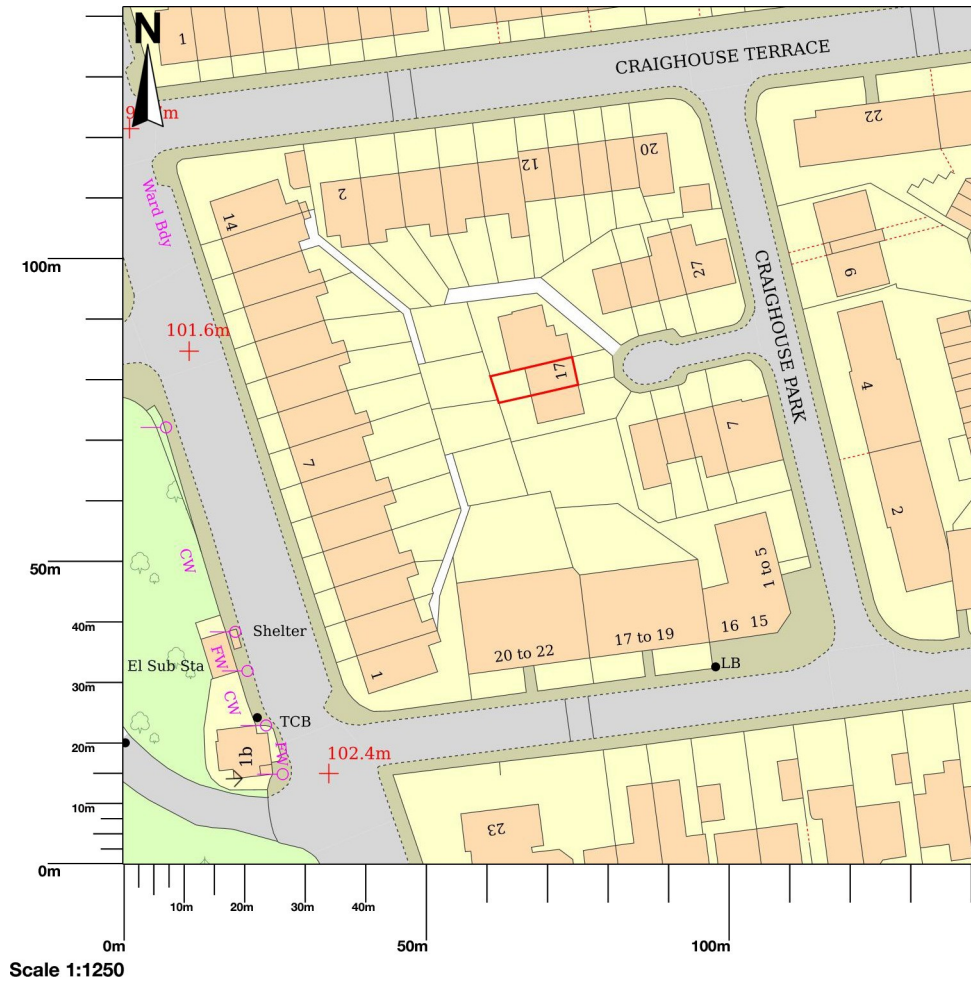 N
1
CRAIGHOUSE TERRACE
22
20
12
2
14
Ward Bdy
27
9
CRAIGHOUSE PARK
100m
101.6m
17
4
7
7
2
CW
50m
1 to 5
40m
Shelter
16 15
17 to 19
20 to 22
FW
El Sub Sta
LB
1
30m
CW
TCB
20m
1b
FW
102.4m
10m
23
0m
10m 20m 30m 40m
0m 50m 100m
Scale 1:1250